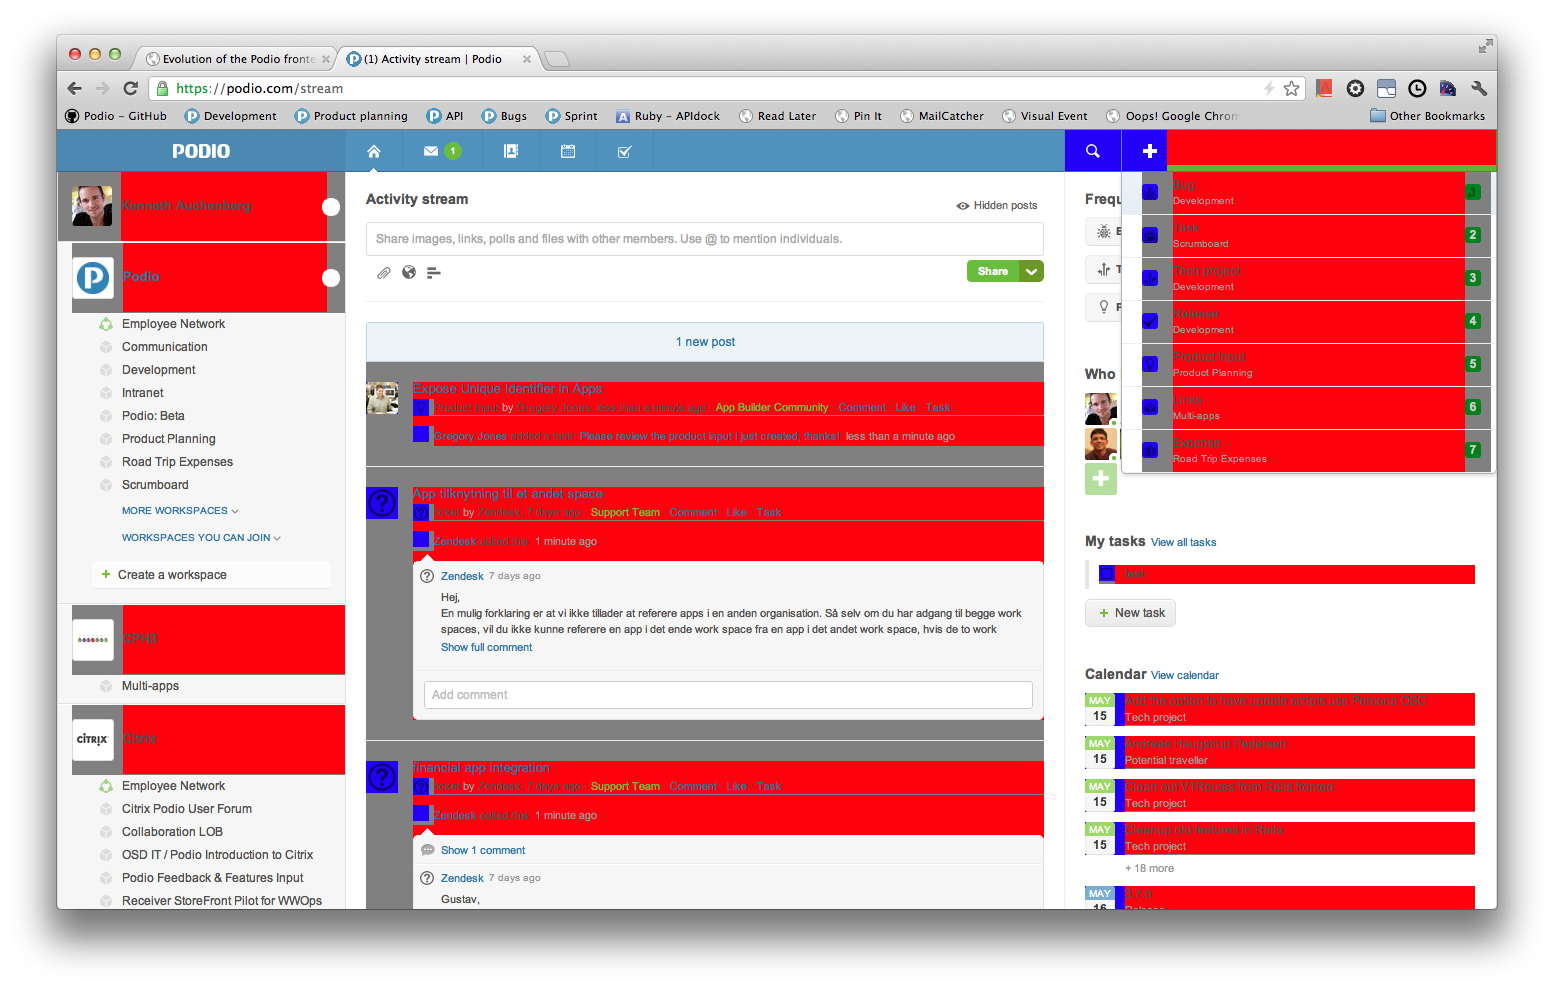 Evolution of the Podio fronte
(1) Activity stream | Podio
https://podio.com/stream
Podio – GitHub
Development
Product planning
API
Bugs
Sprint
Ruby – APIdock
Read Later
Pin It
MailCatcher
Visual Event
Oops! Google Chrom
Other Bookmarks
PODIO
1
Kenneth Auchenberg
Podio
Employee Network
Communication
Development
Intranet
Podio: Beta
Product Planning
Road Trip Expenses
Scrumboard
MORE WORKSPACES
WORKSPACES YOU CAN JOIN
+ Create a workspace
CPH3
Multi-apps
CITRIX
Citrix
Employee Network
Citrix Podio User Forum
Collaboration LOB
OSD IT / Podio Introduction to Citrix
Podio Feedback & Features Input
Receiver StoreFront Pilot for WWOps
Activity stream
Hidden posts
Share images, links, polls and files with other members. Use @ to mention individuals.
Share
1 new post
Expose Unique Identifier in Apps
Product Input by Gregory Jones, less than a minute ago · App Builder Community · Comment · Like · Task
Gregory Jones added a task Please review the product input I just created, thanks! less than a minute ago
App tilknytning til et andet space
ticket by Zendesk, 7 days ago · Support Team · Comment · Like · Task
Zendesk edited this 1 minute ago
Zendesk 7 days ago
Hej,
En mulig forklaring er at vi ikke tillader at referere apps i en anden organisation. Så selv om du har adgang til begge work
spaces, vil du ikke kunne referere en app i det ende work space fra en app i det andet work space, hvis de to work
Show full comment
Add comment
financial app integration
ticket by Zendesk, 7 days ago · Support Team · Comment · Like · Task
Zendesk edited this 1 minute ago
Show 1 comment
Zendesk 7 days ago
Gustav,
Frequ
Bug
Development
1
Task
Scrumboard
2
Tech project
Development
3
Release
Development
4
Product Input
Product Planning
5
Links
Multi-apps
6
Expense
Road Trip Expenses
7
Who
My tasks View all tasks
test
+ New task
Calendar View calendar
MAY 15 Add the option to have update scripts use Percona OSC
Tech project
MAY 15 Andreas Haugstrup Pedersen
Potential traveller
MAY 15 Clean out V1 Routes from Rails fronted
Tech project
MAY 15 Cleanup old features in Rails
Tech project
+ 18 more
MAY 16 3.7.5
Release